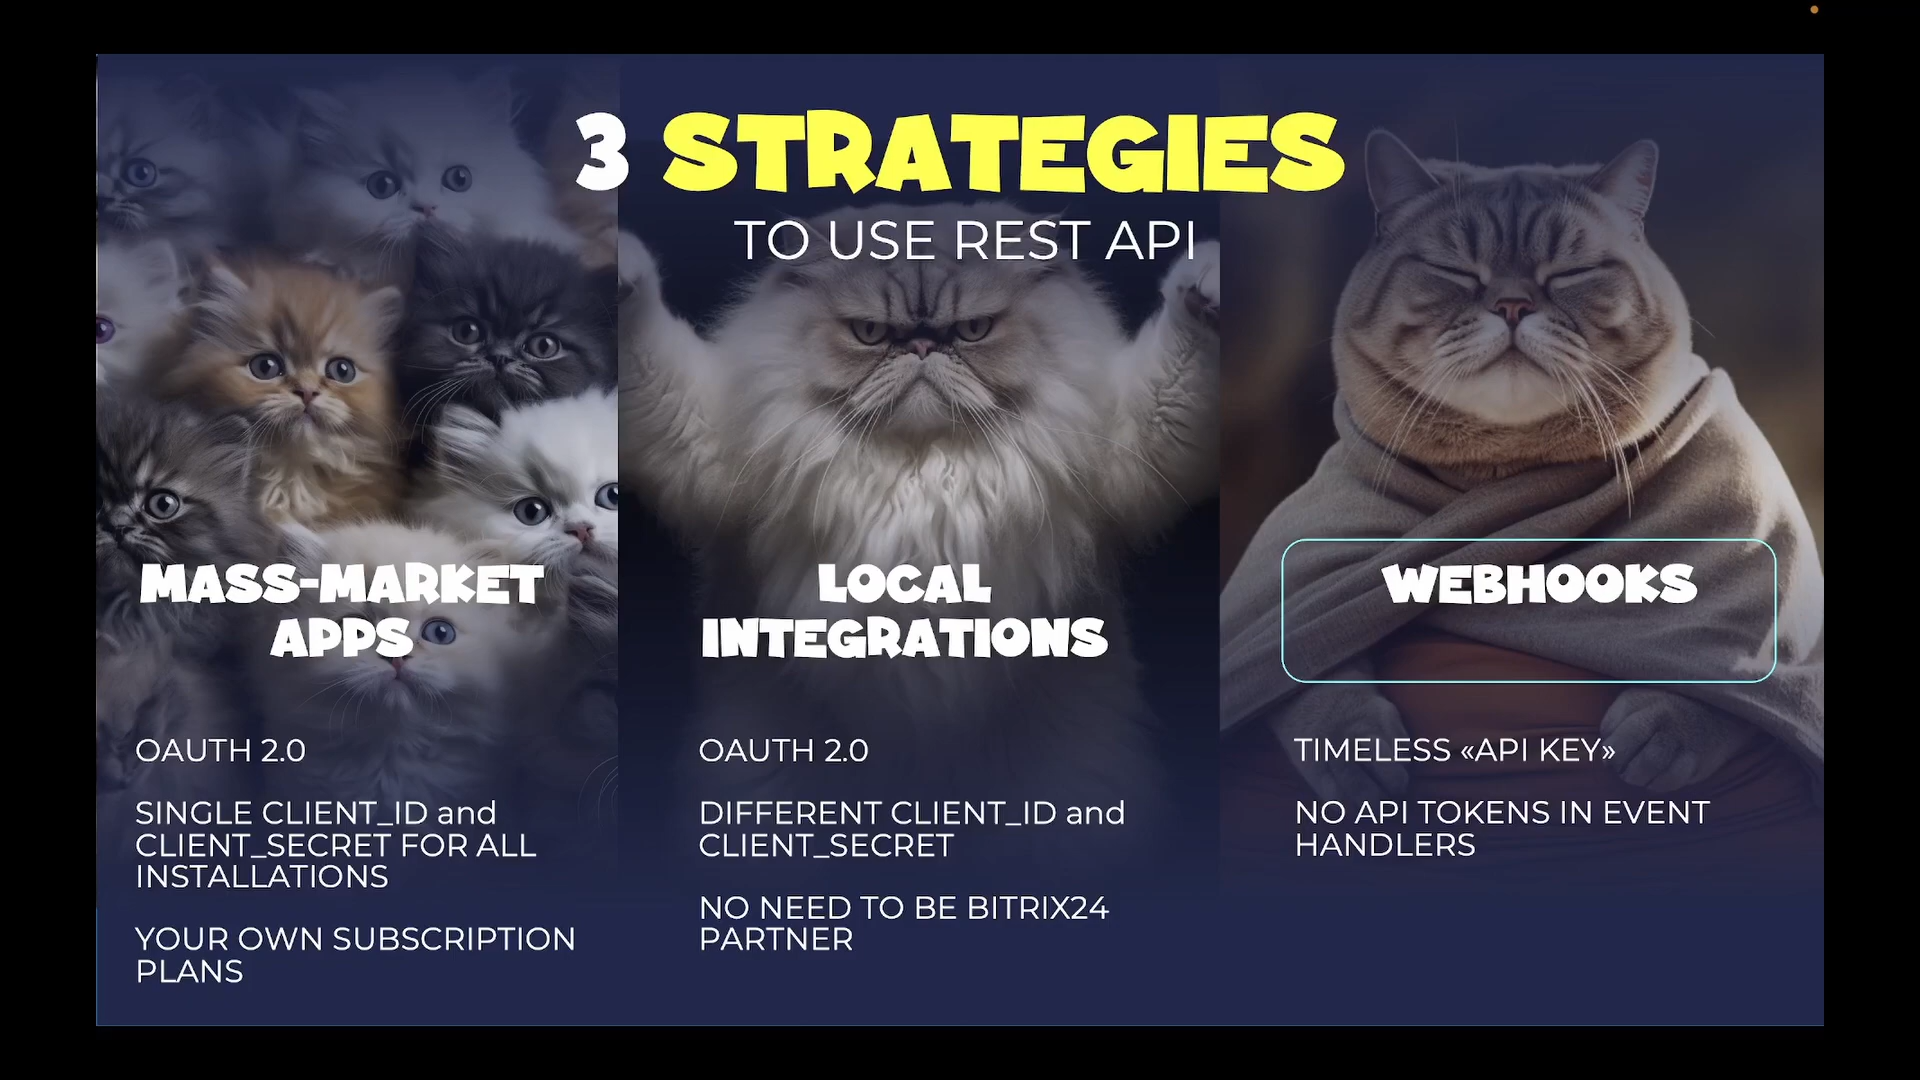 3 STRATEGIES
TO USE REST API
MASS-MARKET
APPS
OAUTH 2.0
SINGLE CLIENT_ID and
CLIENT_SECRET FOR ALL
INSTALLATIONS
YOUR OWN SUBSCRIPTION
PLANS
LOCAL
INTEGRATIONS
OAUTH 2.0
DIFFERENT CLIENT_ID and
CLIENT_SECRET
NO NEED TO BE BITRIX24
PARTNER
WEBHOOKS
TIMELESS «API KEY»
NO API TOKENS IN EVENT
HANDLERS